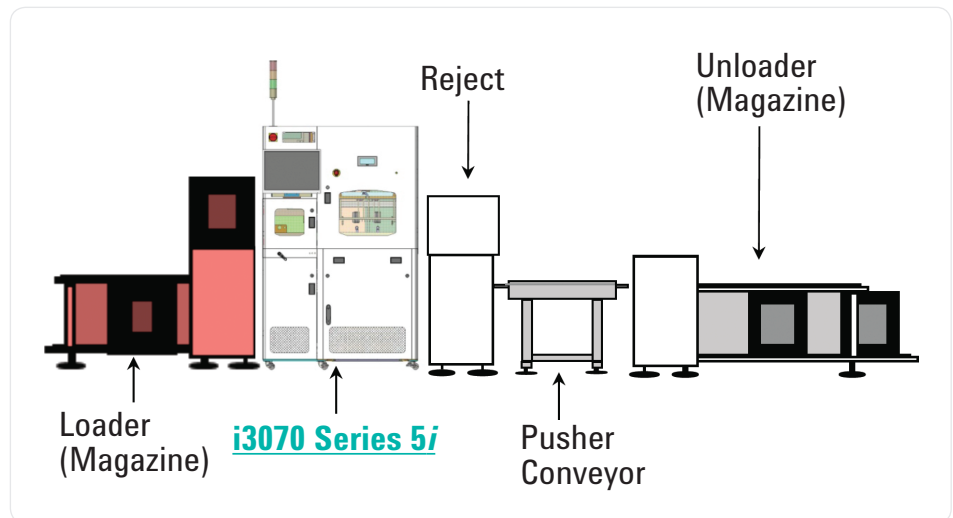 Reject
Unloader
(Magazine)
Loader
(Magazine)
i3070 Series 5i
Pusher
Conveyor